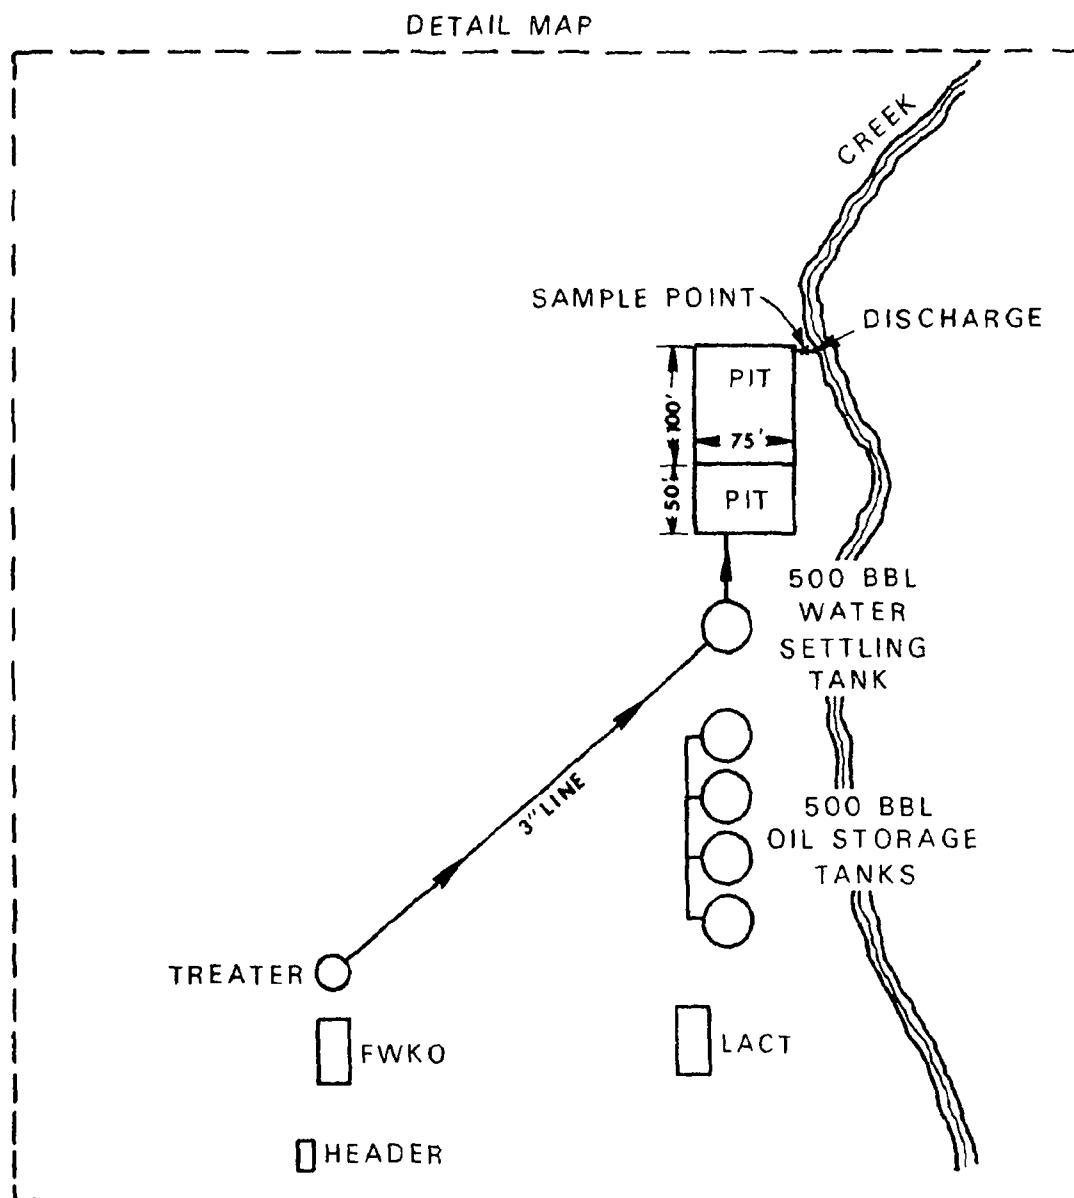 DETAIL MAP
CREEK
SAMPLE POINT
DISCHARGE
PIT
100'
75'
50'
PIT
500 BBL
WATER
SETTLING
TANK
3" LINE
500 BBL
OIL STORAGE
TANKS
TREATER
FWKO
LACT
HEADER